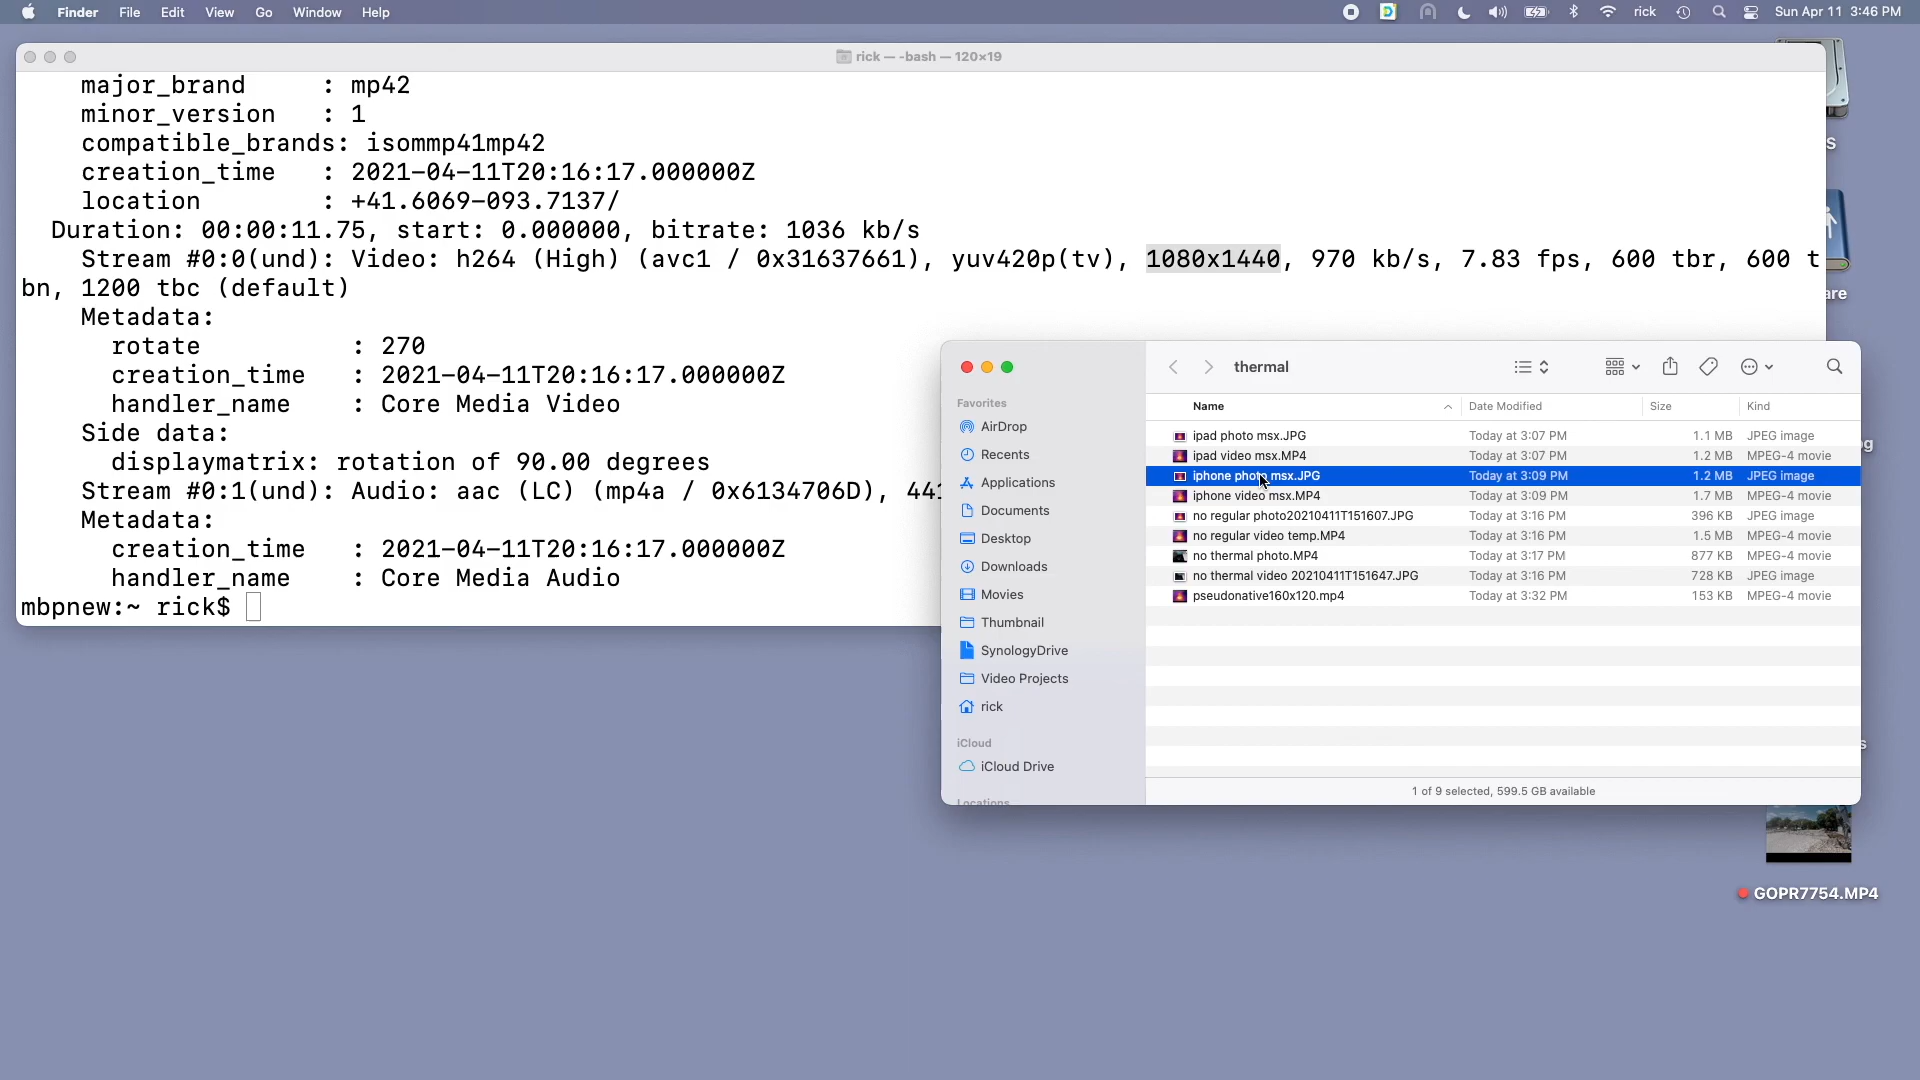 Finder File Edit View Go Window Help
rick Sun Apr 11 3:46 PM
rick — -bash — 120×19
major_brand : mp42
minor_version : 1
compatible_brands: isommp41mp42
creation_time : 2021-04-11T20:16:17.000000Z
location : +41.6069-093.7137/
Duration: 00:00:11.75, start: 0.000000, bitrate: 1036 kb/s
Stream #0:0(und): Video: h264 (High) (avc1 / 0x31637661), yuv420p(tv), 1080x1440, 970 kb/s, 7.83 fps, 600 tbr, 600 t
bn, 1200 tbc (default)
Metadata:
rotate : 270
creation_time : 2021-04-11T20:16:17.000000Z
handler_name : Core Media Video
Side data:
displaymatrix: rotation of 90.00 degrees
Stream #0:1(und): Audio: aac (LC) (mp4a / 0x6134706D), 441
Metadata:
creation_time : 2021-04-11T20:16:17.000000Z
handler_name : Core Media Audio
mbpnew:~ rick$
thermal
Favorites
AirDrop
Recents
Applications
Documents
Desktop
Downloads
Movies
Thumbnail
SynologyDrive
Video Projects
rick
iCloud
iCloud Drive
Locations
Name Date Modified Size Kind
ipad photo msx.JPG Today at 3:07 PM 1.1 MB JPEG image
ipad video msx.MP4 Today at 3:07 PM 1.2 MB MPEG-4 movie
iphone photo msx.JPG Today at 3:09 PM 1.2 MB JPEG image
iphone video msx.MP4 Today at 3:09 PM 1.7 MB MPEG-4 movie
no regular photo20210411T151607.JPG Today at 3:16 PM 396 KB JPEG image
no regular video temp.MP4 Today at 3:16 PM 1.5 MB MPEG-4 movie
no thermal photo.MP4 Today at 3:17 PM 877 KB MPEG-4 movie
no thermal video 20210411T151647.JPG Today at 3:16 PM 728 KB JPEG image
pseudonative160x120.mp4 Today at 3:32 PM 153 KB MPEG-4 movie
1 of 9 selected, 599.5 GB available
GOPR7754.MP4